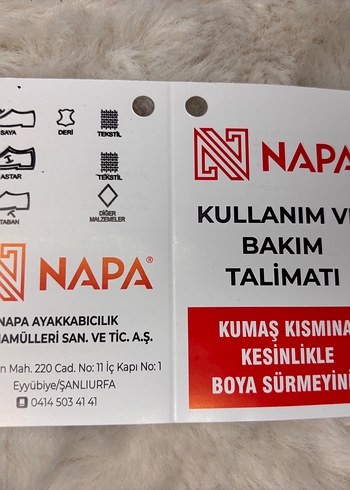 SAYA DERİ TEKSTİL
ASTAR TEKSTİL
TABAN DİĞER
MALZEMELER
NAPA®
NAPA AYAKKABICILIK
SAN. VE TİC. A.Ş.
Mah. 220 Cad. No: 11 İç Kapı No: 1
Eyyübiye/ŞANLIURFA
0414 503 41 41
NAPA
KULLANIM
BAKIM
TALİMATI
KUMAŞ KISMINA
KESİNLİKLE
BOYA SÜRMEYİNİ